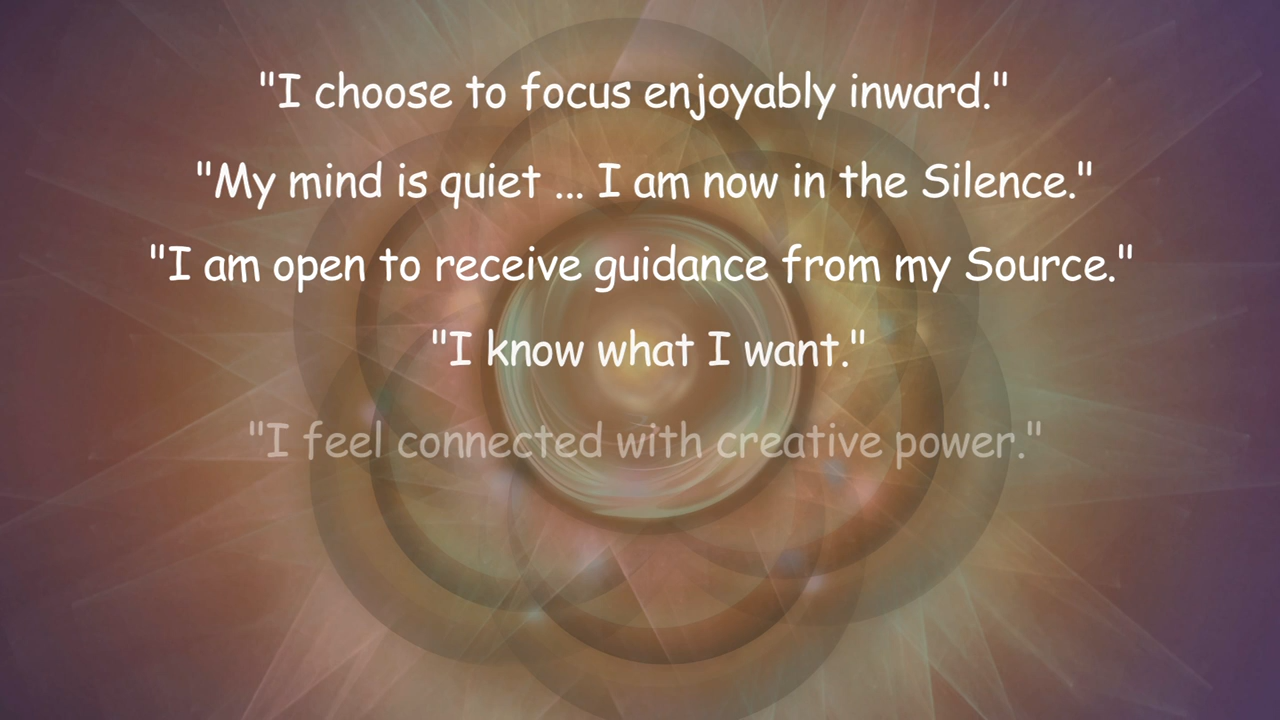 "I choose to focus enjoyably inward."
"My mind is quiet ... I am now in the Silence."
"I am open to receive guidance from my Source."
"I know what I want."
"I feel connected with creative power."